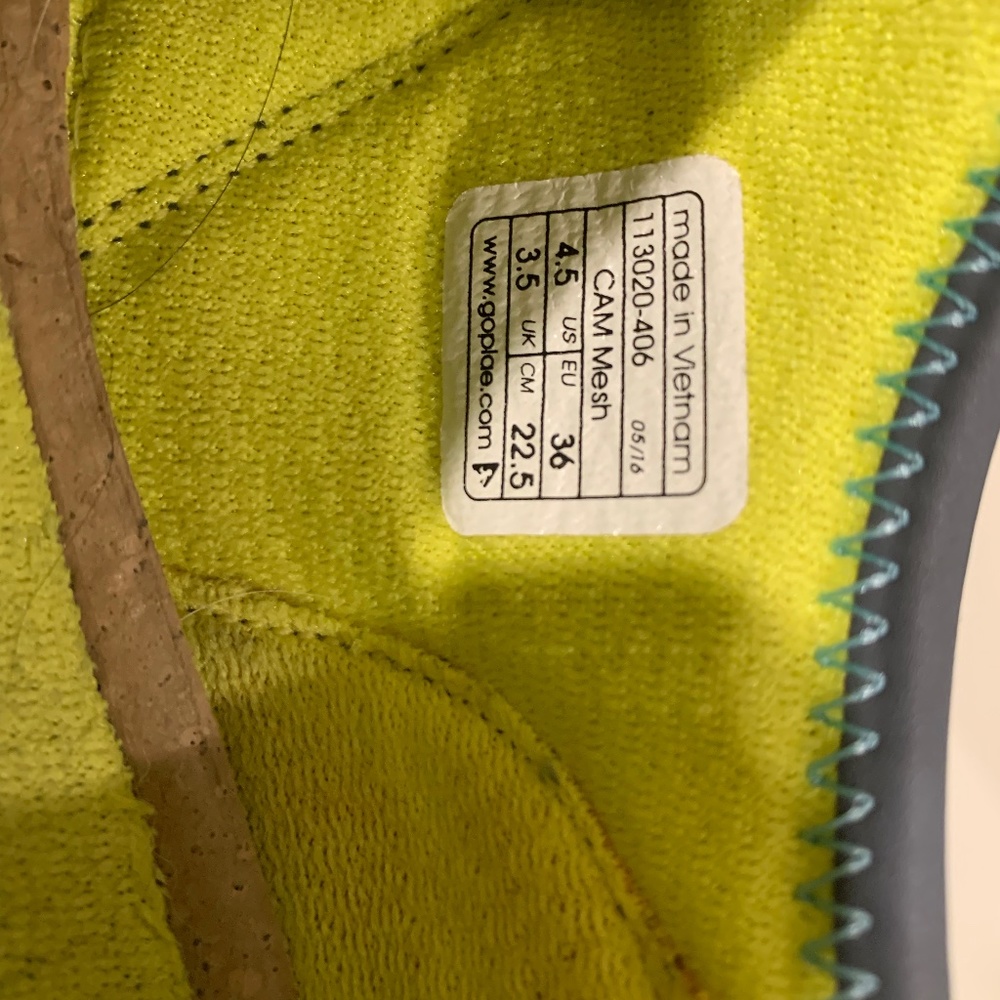 made in Vietnam
113020-406 05/16
CAM Mesh
4.5 US EU 36
3.5 UK CM 22.5
www.goplae.com